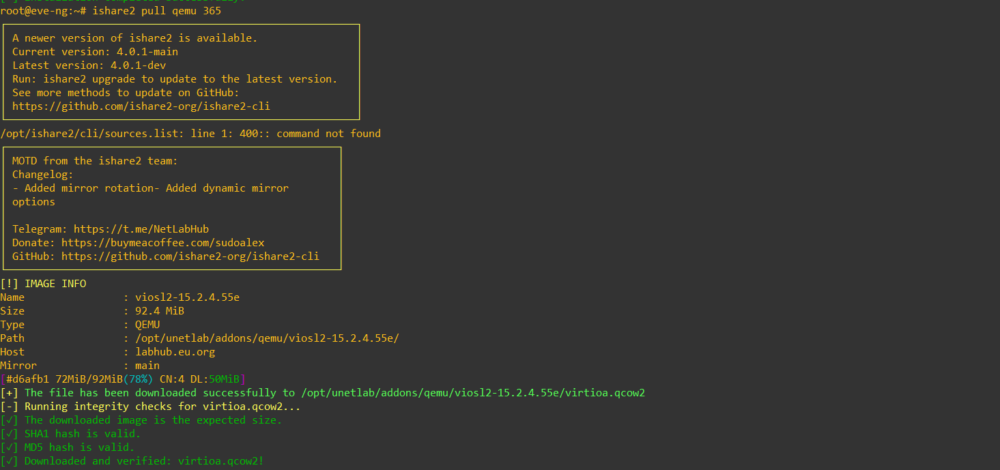 [+] Installation completed successfully!
root@eve-ng:~# ishare2 pull qemu 365
A newer version of ishare2 is available.
Current version: 4.0.1-main
Latest version: 4.0.1-dev
Run: ishare2 upgrade to update to the latest version.
See more methods to update on GitHub:
https://github.com/ishare2-org/ishare2-cli
/opt/ishare2/cli/sources.list: line 1: 400:: command not found
MOTD from the ishare2 team:
Changelog:
- Added mirror rotation- Added dynamic mirror
options
Telegram: https://t.me/NetLabHub
Donate: https://buymeacoffee.com/sudoalex
GitHub: https://github.com/ishare2-org/ishare2-cli
[!] IMAGE INFO
Name : viosl2-15.2.4.55e
Size : 92.4 MiB
Type : QEMU
Path : /opt/unetlab/addons/qemu/viosl2-15.2.4.55e/
Host : labhub.eu.org
Mirror : main
[#d6afb1 72MiB/92MiB(78%) CN:4 DL:50MiB]
[+] The file has been downloaded successfully to /opt/unetlab/addons/qemu/viosl2-15.2.4.55e/virtioa.qcow2
[-] Running integrity checks for virtioa.qcow2...
[✓] The downloaded image is the expected size.
[✓] SHA1 hash is valid.
[✓] MD5 hash is valid.
[✓] Downloaded and verified: virtioa.qcow2!